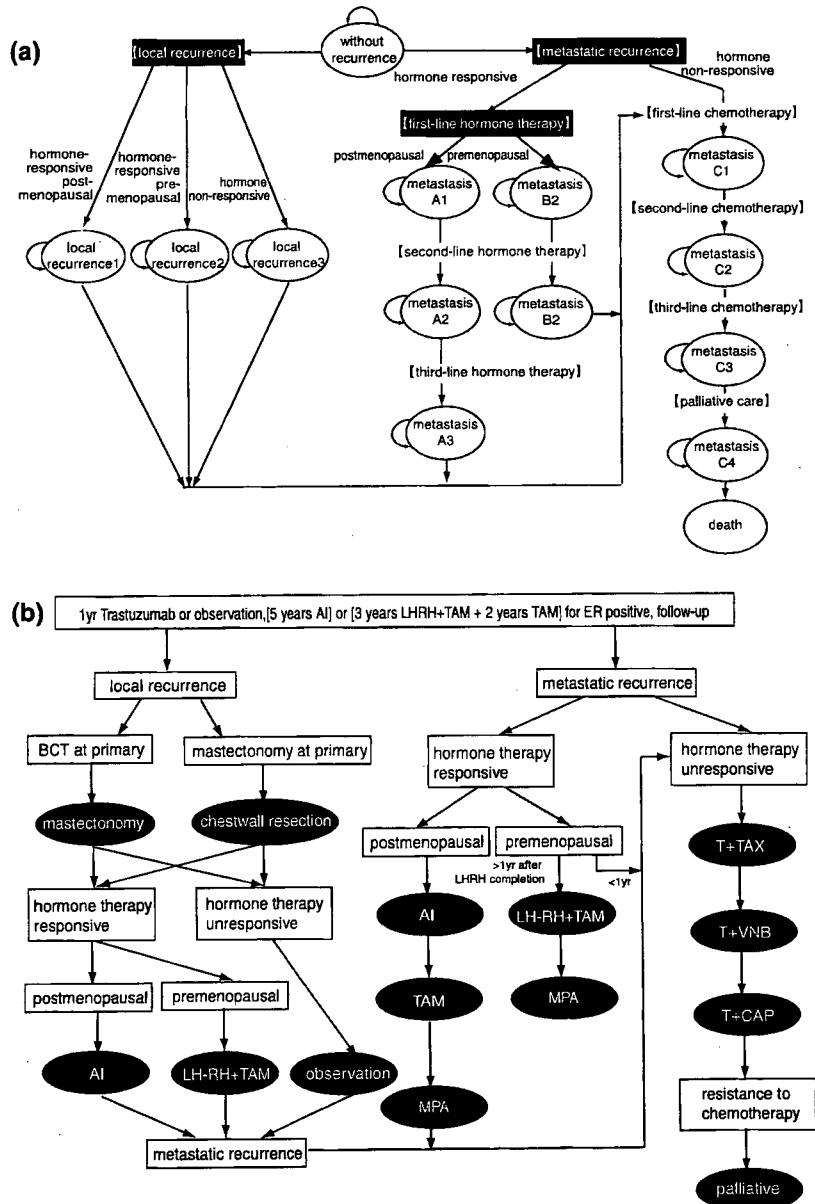 (a)
【local recurrence】
without
recurrence
【metastatic recurrence】
hormone responsive
hormone
non-responsive
【first-line hormone therapy】
【first-line chemotherapy】
postmenopausal
premenopausal
hormone-
responsive
post-
menopausal
hormone-
responsive
pre-
menopausal
hormone
non-responsive
metastasis
A1
metastasis
B2
metastasis
C1
【second-line hormone therapy】
【second-line chemotherapy】
local
recurrence1
local
recurrence2
local
recurrence3
metastasis
A2
metastasis
B2
metastasis
C2
【third-line chemotherapy】
【third-line hormone therapy】
metastasis
C3
【palliative care】
metastasis
A3
metastasis
C4
death
(b)
1yr Trastuzumab or observation,[5 years AI] or [3 years LHRH+TAM + 2 years TAM] for ER positive, follow-up
local recurrence
metastatic recurrence
BCT at primary
mastectonomy at primary
hormone therapy
responsive
hormone therapy
unresponsive
mastectonomy
chestwall resection
postmenopausal
premenopausal
>1yr after
LHRH completion
<1yr
T+TAX
hormone therapy
responsive
hormone therapy
unresponsive
AI
LH-RH+TAM
T+VNB
postmenopausal
premenopausal
TAM
MPA
T+CAP
AI
LH-RH+TAM
observation
MPA
resistance to
chemotherapy
metastatic recurrence
palliative